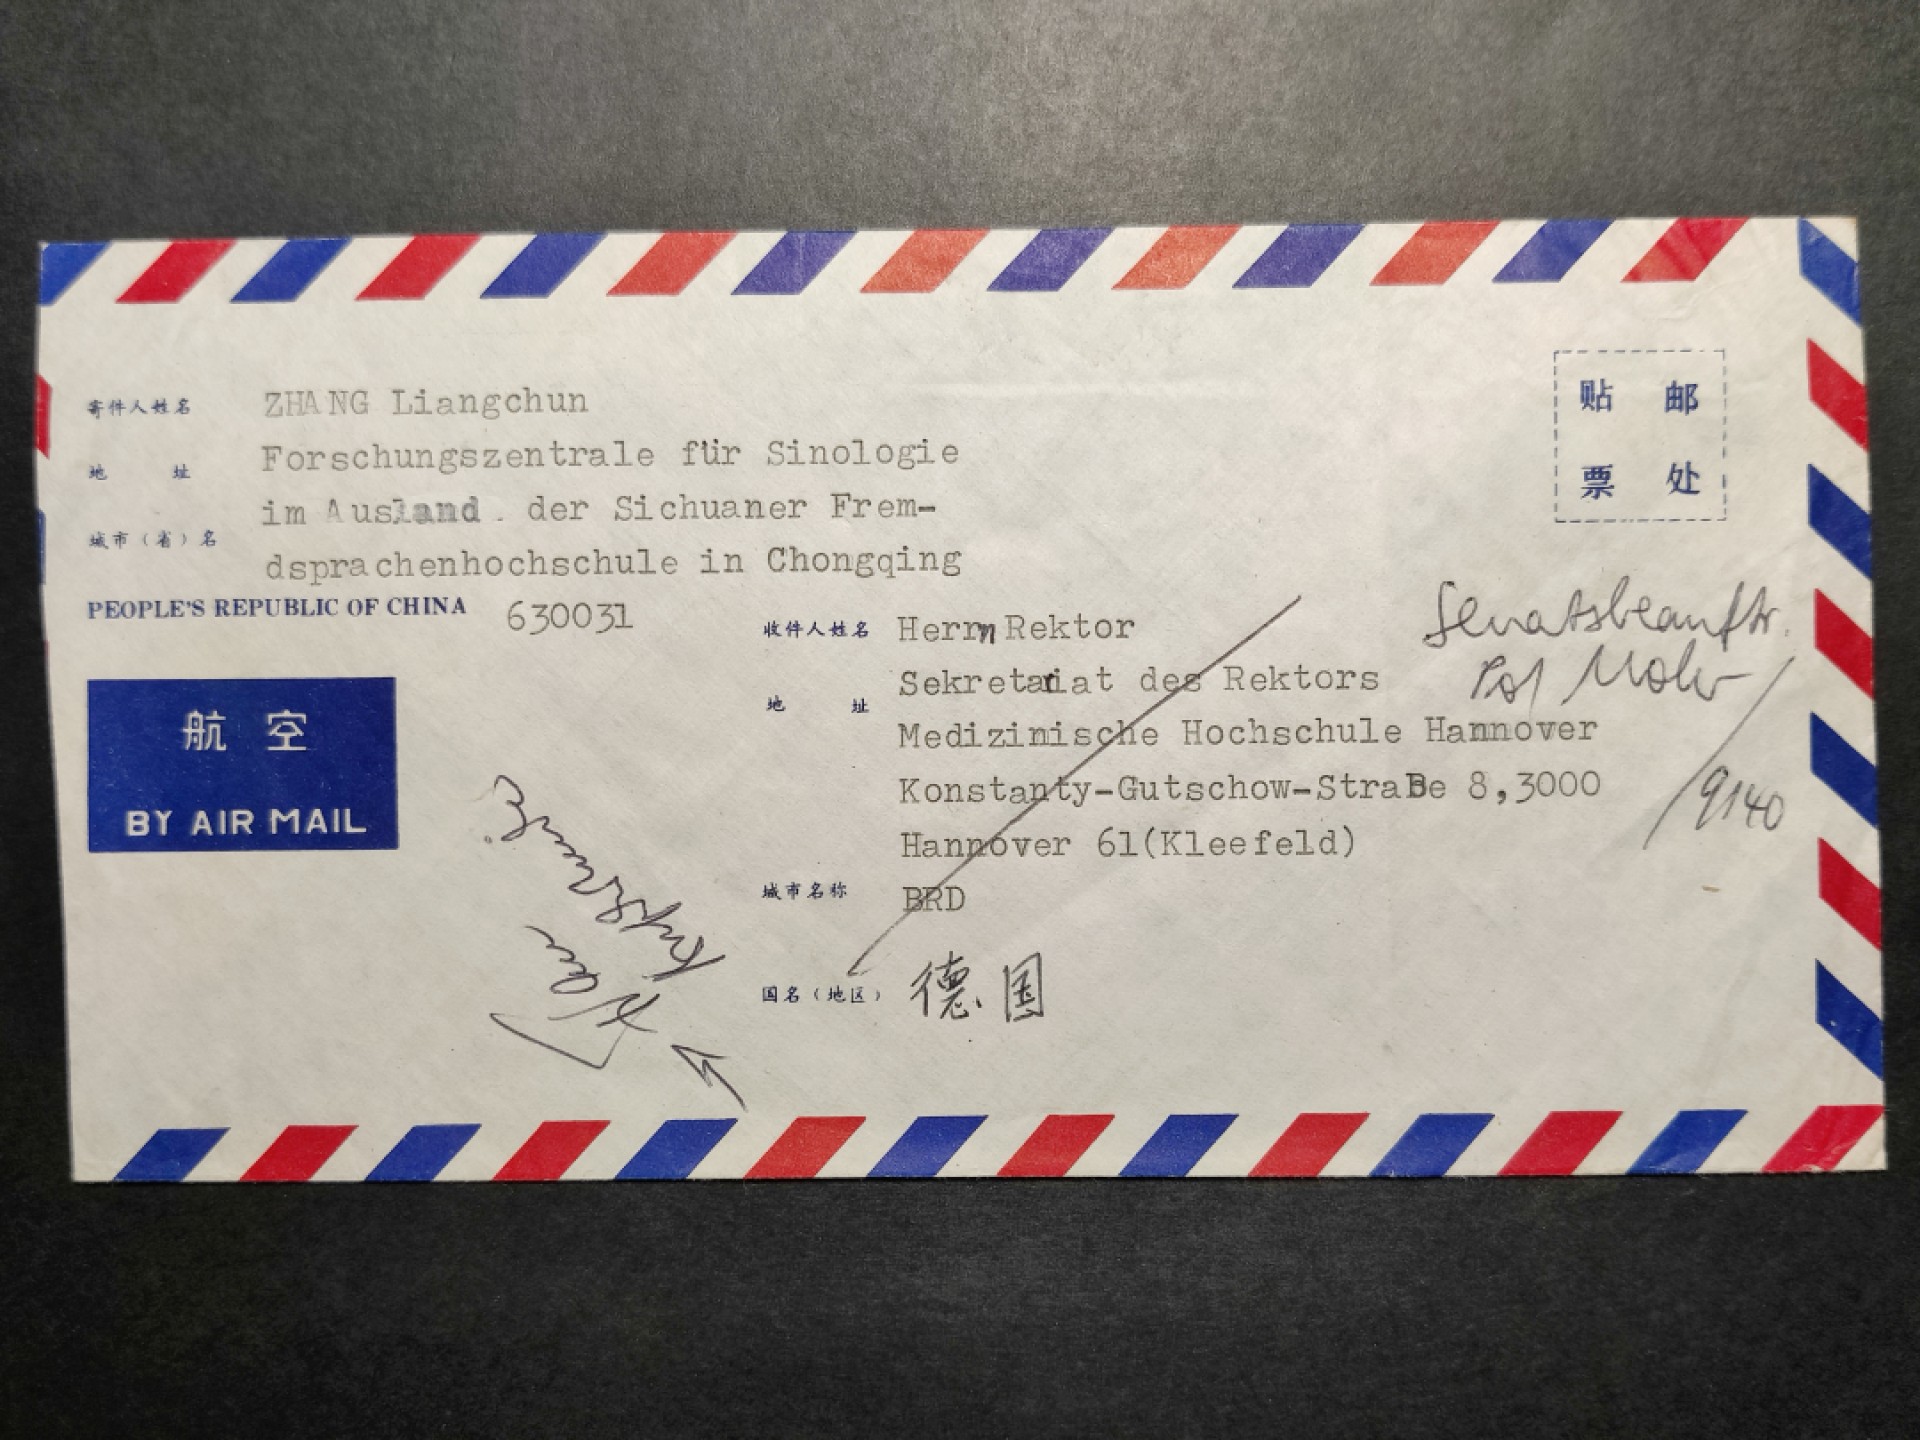 寄件人姓名 ZHANG Liangchun
地 址 Forschungszentrale für Sinologie
im Ausland der Sichuaner Frem-
城市（省）名 dsprachenhochschule in Chongqing
PEOPLE'S REPUBLIC OF CHINA 630031
贴 邮
票 处
航空
BY AIR MAIL
收件人姓名 Herrn Rektor
地 址 Sekretariat des Rektors
Medizinische Hochschule Hannover
Konstanty-Gutschow-StraBe 8,3000
Hannover 61(Kleefeld)
城市名称 BRD
国名（地区） 德国
Senatsbeauftr.
Mohr
9140